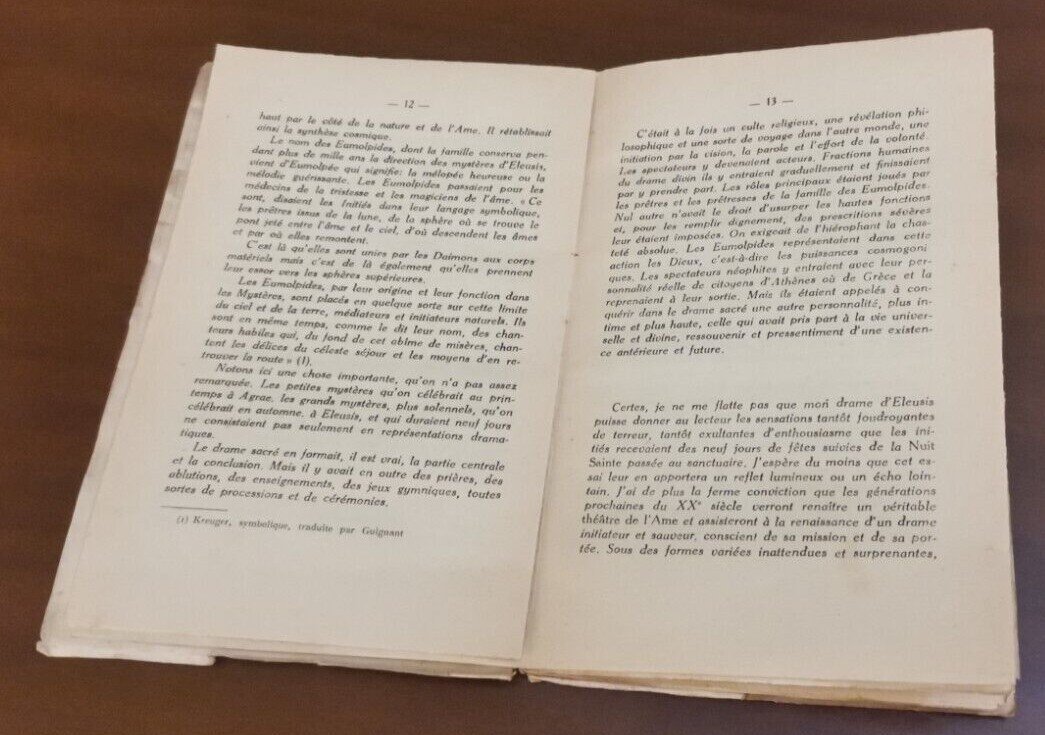 — 12 —
haut par le côté de la nature et de l'Ame. Il rétablissait
ainsi la synthèse cosmique.
Le nom des Eumolpides, dont la famille conserva pen-
dant plus de mille ans la direction des mystères d'Eleusis,
vient d'Eumolpée qui signifie: la mélopée heureuse ou la
mélodie guérissante. Les Eumolpides passaient pour les
médecins de la tristesse et les magiciens de l'âme. « Ce
sont, disaient les Initiés dans leur langage symbolique,
les prêtres issus de la lune, de la sphère où se trouve le
pont jeté entre l'âme et le ciel, d'où descendent les âmes
et par où elles remontent.
C'est là qu'elles sont unies par les Daimons aux corps
matériels mais c'est de là également qu'elles prennent
leur essor vers les sphères supérieures.
Les Eumolpides, par leur origine et leur fonction dans
les Mystères, sont placés en quelque sorte sur cette limite
du ciel et de la terre, médiateurs et initiateurs naturels. Ils
sont en même temps, comme le dit leur nom, des chan-
teurs habiles qui, du fond de cet abîme de misères, chan-
tent les délices du céleste séjour et les moyens d'en re-
trouver la route » (1).
Notons ici une chose importante, qu'on n'a pas assez
remarquée. Les petites mystères qu'on célébrait au prin-
temps à Agrae, les grands mystères, plus solennels, qu'on
célébrait en automne, à Eleusis, et qui duraient neuf jours
ne consistaient pas seulement en représentations drama-
tiques.
Le drame sacré en formait, il est vrai, la partie centrale
et la conclusion. Mais il y avait en outre des prières, des
ablutions, des enseignements, des jeux gymniques, toutes
sortes de processions et de cérémonies.
(1) Kreuger, symbolique, traduite par Guignant
— 13 —
C'était à la fois un culte religieux, une révélation phi-
losophique et une sorte de voyage dans l'autre monde, une
initiation par la vision, la parole et l'effort de la volonté.
Les spectateurs y devenaient acteurs. Fractions humaines
du drame divin ils y entraient graduellement et finissaient
par y prendre part. Les rôles principaux étaient joués par
les prêtres et les prêtresses de la famille des Eumolpides.
Nul autre n'avait le droit d'usurper les hautes fonctions
et, pour les remplir dignement, des prescritions sévères
leur étaient imposées. On exigeait de l'hiérophant la chas-
teté absolue. Les Eumolpides représentaient dans cette
action les Dieux, c'est-à-dire les puissances cosmogoni
ques. Les spectateurs néophites y entraient avec leur per-
sonnalité réelle de citoyens d'Athènes où de Grèce et la
reprenaient à leur sortie. Mais ils étaient appelés à con-
quérir dans le drame sacré une autre personnalité, plus in-
time et plus haute, celle qui avait pris part à la vie univer-
selle et divine, ressouvenir et pressentiment d'une existen-
ce antérieure et future.
Certes, je ne me flatte pas que mon drame d'Eleusis
puisse donner au lecteur les sensations tantôt foudroyantes
de terreur, tantôt exultantes d'enthousiasme que les ini-
tiés recevaient des neuf jours de fêtes suivies de la Nuit
Sainte passée au sanctuaire. J'espère du moins que cet es-
sai leur en apportera un reflet lumineux ou un écho loin-
tain. J'ai de plus la ferme conviction que les générations
prochaines du XXe siècle verront renaître un véritable
théâtre de l'Ame et assisteront à la renaissance d'un drame
initiateur et sauveur, conscient de sa mission et de sa por-
tée. Sous des formes variées inattendues et surprenantes,